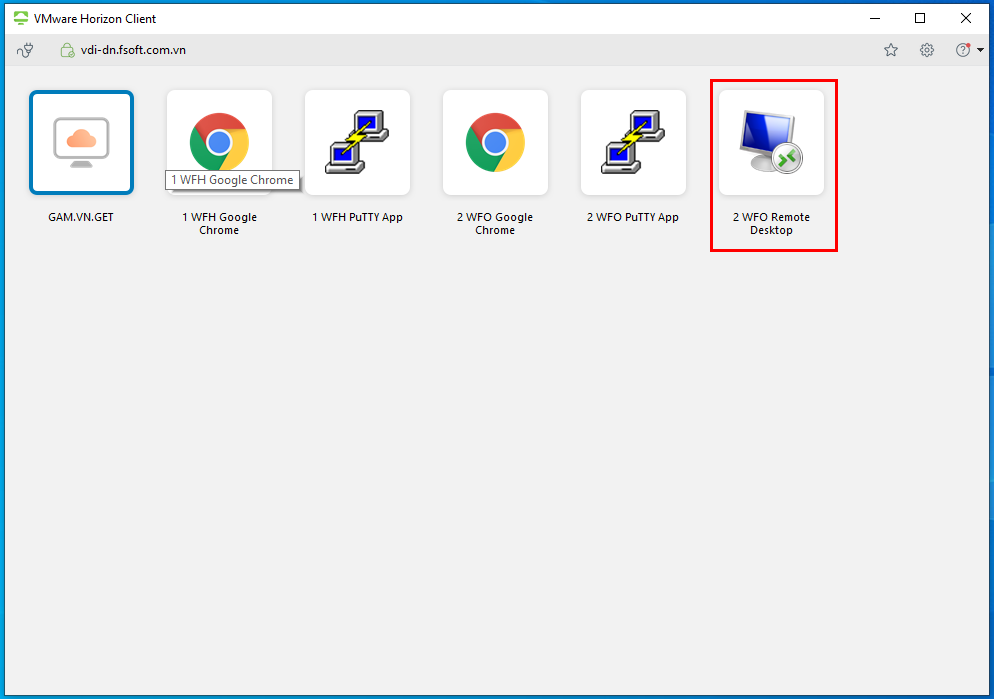 VMware Horizon Client
vdi-dn.fsoft.com.vn
1 WFH Google Chrome
GAM.VN.GET
1 WFH Google
Chrome
1 WFH PuTTY App
2 WFO Google
Chrome
2 WFO PuTTY App
2 WFO Remote
Desktop